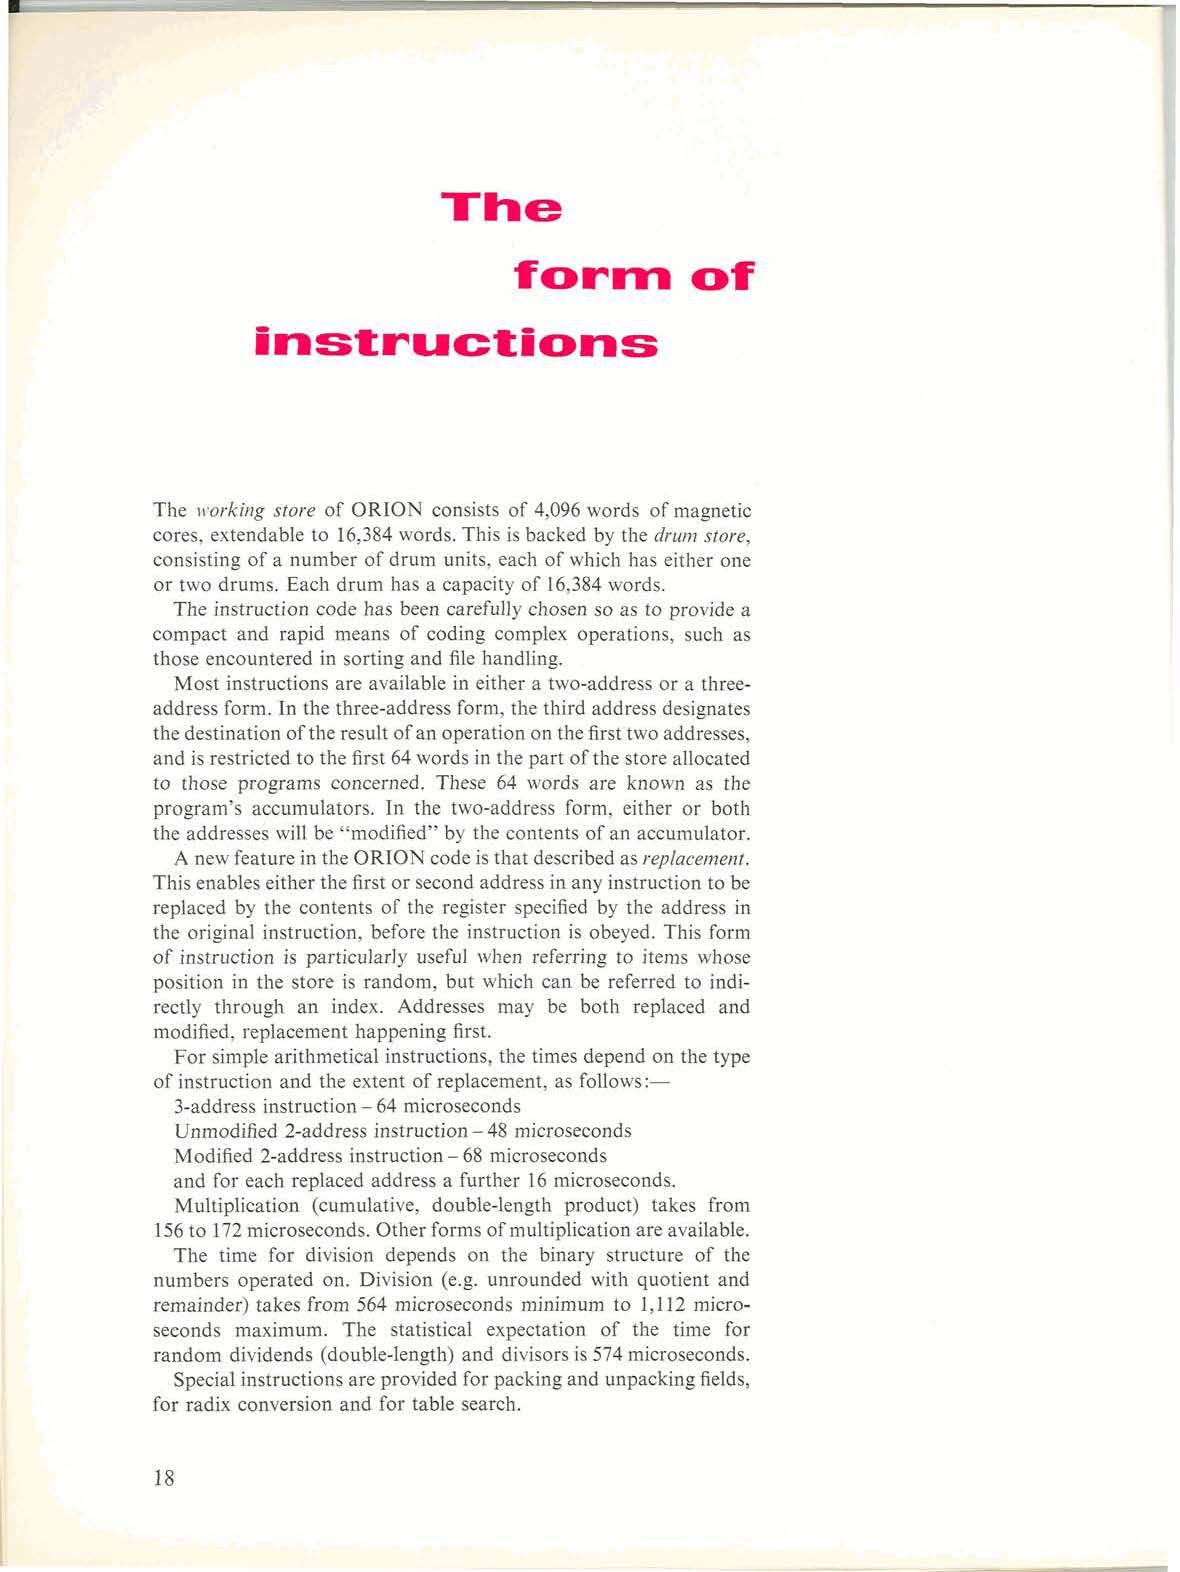 The
form of
instructions
The working store of ORION consists of 4,096 words of magnetic
cores, extendable to 16,384 words. This is backed by the drum store,
consisting of a number of drum units, each of which has either one
or two drums. Each drum has a capacity of 16,384 words.
The instruction code has been carefully chosen so as to provide a
compact and rapid means of coding complex operations, such as
those encountered in sorting and file handling.
Most instructions are available in either a two-address or a three-
address form. In the three-address form, the third address designates
the destination of the result of an operation on the first two addresses,
and is restricted to the first 64 words in the part of the store allocated
to those programs concerned. These 64 words are known as the
program's accumulators. In the two-address form, either or both
the addresses will be “modified” by the contents of an accumulator.
A new feature in the ORION code is that described as replacement.
This enables either the first or second address in any instruction to be
replaced by the contents of the register specified by the address in
the original instruction, before the instruction is obeyed. This form
of instruction is particularly useful when referring to items whose
position in the store is random, but which can be referred to indi-
rectly through an index. Addresses may be both replaced and
modified, replacement happening first.
For simple arithmetical instructions, the times depend on the type
of instruction and the extent of replacement, as follows:—
3-address instruction – 64 microseconds
Unmodified 2-address instruction – 48 microseconds
Modified 2-address instruction – 68 microseconds
and for each replaced address a further 16 microseconds.
Multiplication (cumulative, double-length product) takes from
156 to 172 microseconds. Other forms of multiplication are available.
The time for division depends on the binary structure of the
numbers operated on. Division (e.g. unrounded with quotient and
remainder) takes from 564 microseconds minimum to 1,112 micro-
seconds maximum. The statistical expectation of the time for
random dividends (double-length) and divisors is 574 microseconds.
Special instructions are provided for packing and unpacking fields,
for radix conversion and for table search.
18